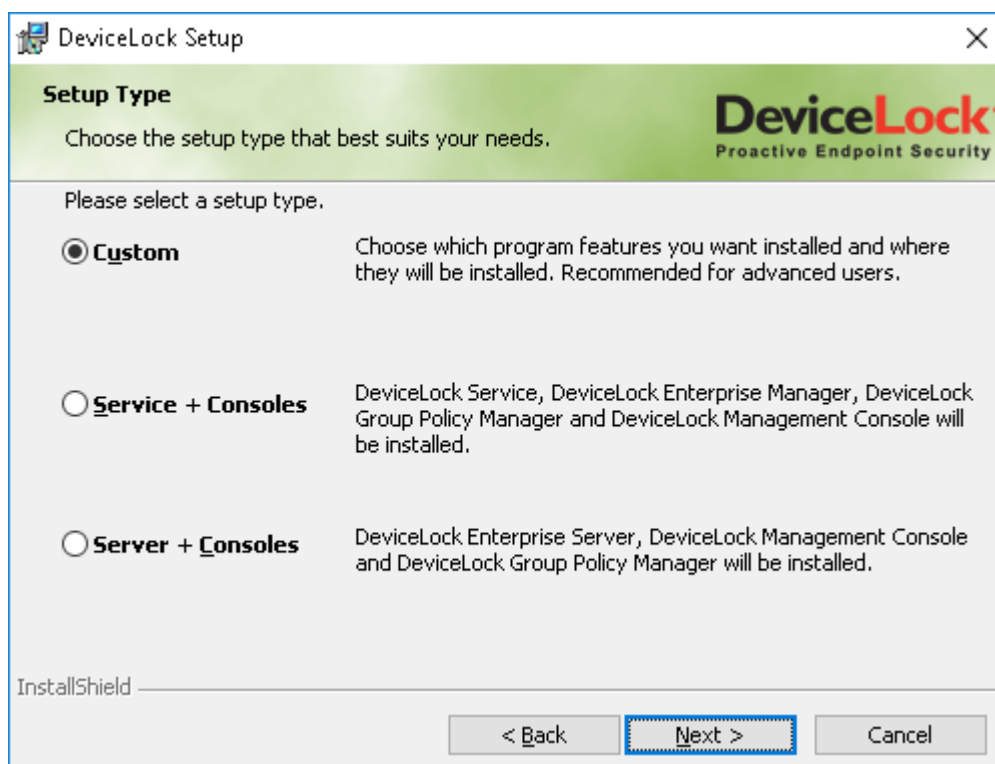 DeviceLock Setup
Setup Type
Choose the setup type that best suits your needs.
DeviceLock
Proactive Endpoint Security
Please select a setup type.
Custom
Choose which program features you want installed and where
they will be installed. Recommended for advanced users.
Service + Consoles
DeviceLock Service, DeviceLock Enterprise Manager, DeviceLock
Group Policy Manager and DeviceLock Management Console will
be installed.
Server + Consoles
DeviceLock Enterprise Server, DeviceLock Management Console
and DeviceLock Group Policy Manager will be installed.
InstallShield
< Back
Next >
Cancel